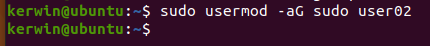 kerwin@ubuntu:~$ sudo usermod -aG sudo user02
kerwin@ubuntu:~$